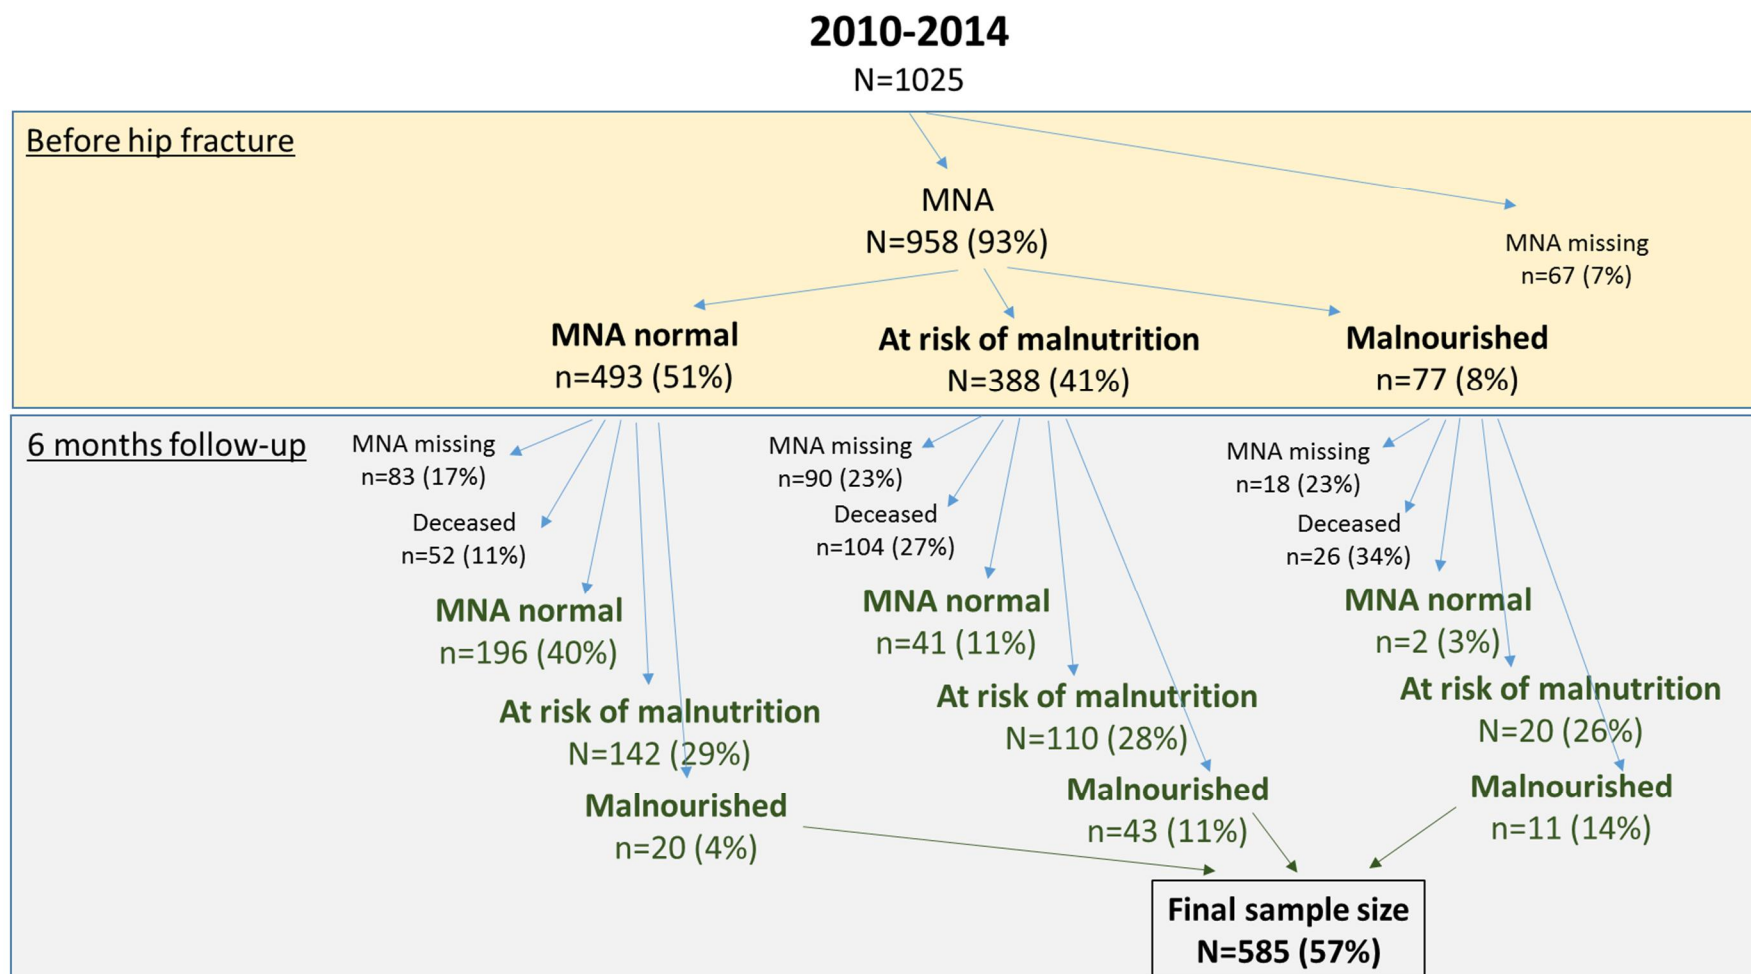 2010-2014
N=1025
Before hip fracture
MNA
N=958 (93%)
MNA missing
n=67 (7%)
MNA normal
n=493 (51%)
At risk of malnutrition
N=388 (41%)
Malnourished
n=77 (8%)
6 months follow-up
MNA missing
n=83 (17%)
Deceased
n=52 (11%)
MNA normal
n=196 (40%)
At risk of malnutrition
N=142 (29%)
Malnourished
n=20 (4%)
MNA missing
n=90 (23%)
Deceased
n=104 (27%)
MNA normal
n=41 (11%)
At risk of malnutrition
N=110 (28%)
Malnourished
n=43 (11%)
MNA missing
n=18 (23%)
Deceased
n=26 (34%)
MNA normal
n=2 (3%)
At risk of malnutrition
N=20 (26%)
Malnourished
n=11 (14%)
Final sample size
N=585 (57%)